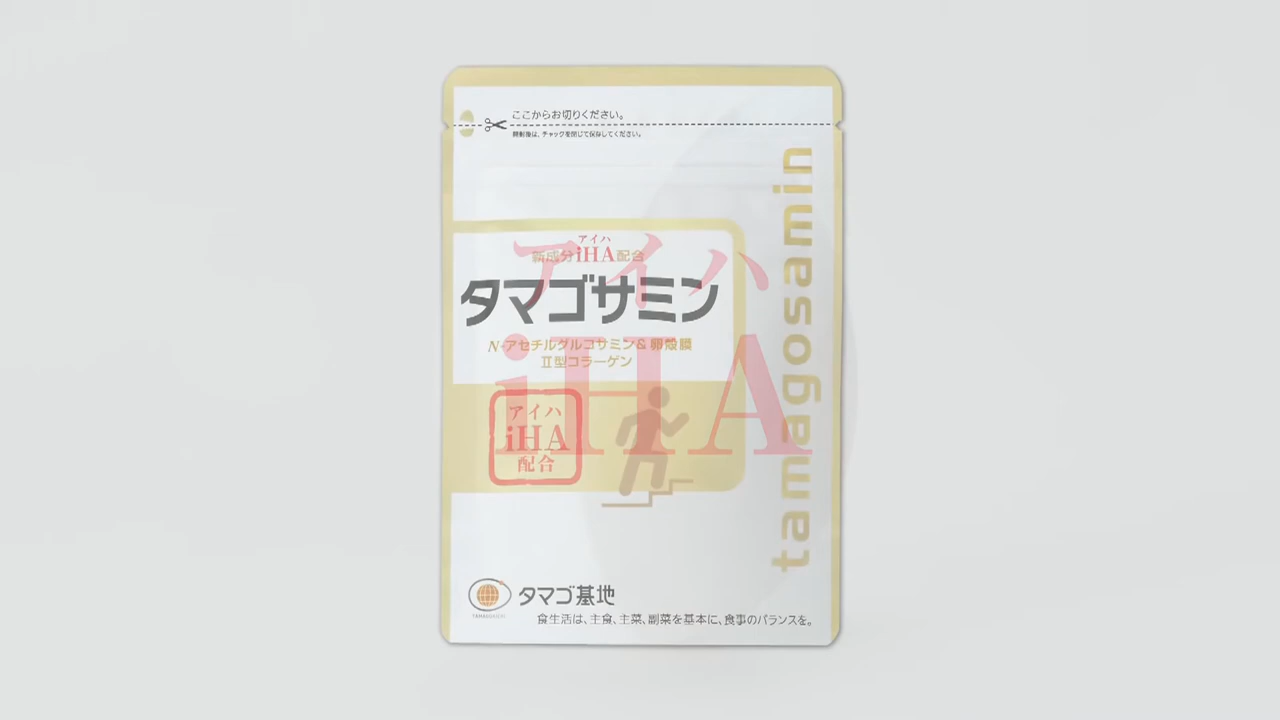 ここからお切りください。
開封後は、チャックを閉じて保存してください。
tamagosamin
アイハ
新成分iHA配合
タマゴサミン
N-アセチルグルコサミン&卵殻膜
II型コラーゲン
アイハ
iHA
アイハ
iHA
配合
タマゴ基地
食生活は、主食、主菜、副菜を基本に、食事のバランスを。